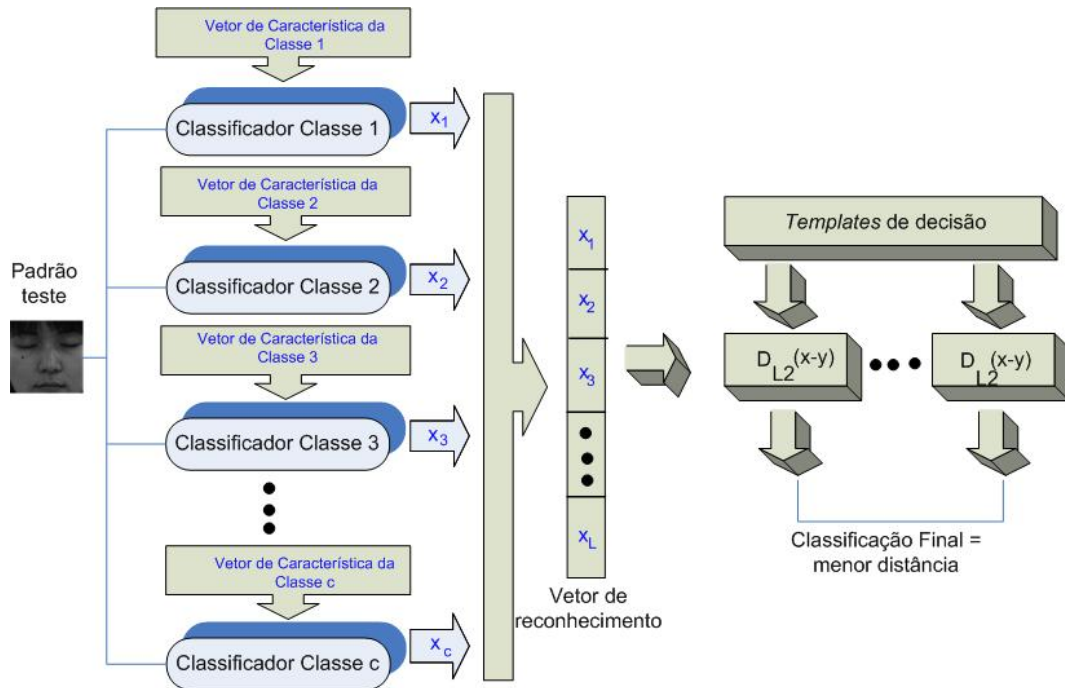 Vetor de Característica da
Classe 1
Classificador Classe 1
x1
Vetor de Característica da
Classe 2
Classificador Classe 2
x2
Vetor de Característica da
Classe 3
Classificador Classe 3
x3
Vetor de Característica da
Classe c
Classificador Classe c
xc
Padrão
teste
x1
x2
x3
xL
Vetor de
reconhecimento
Templates de decisão
DL2(x-y)
DL2(x-y)
Classificação Final =
menor distância